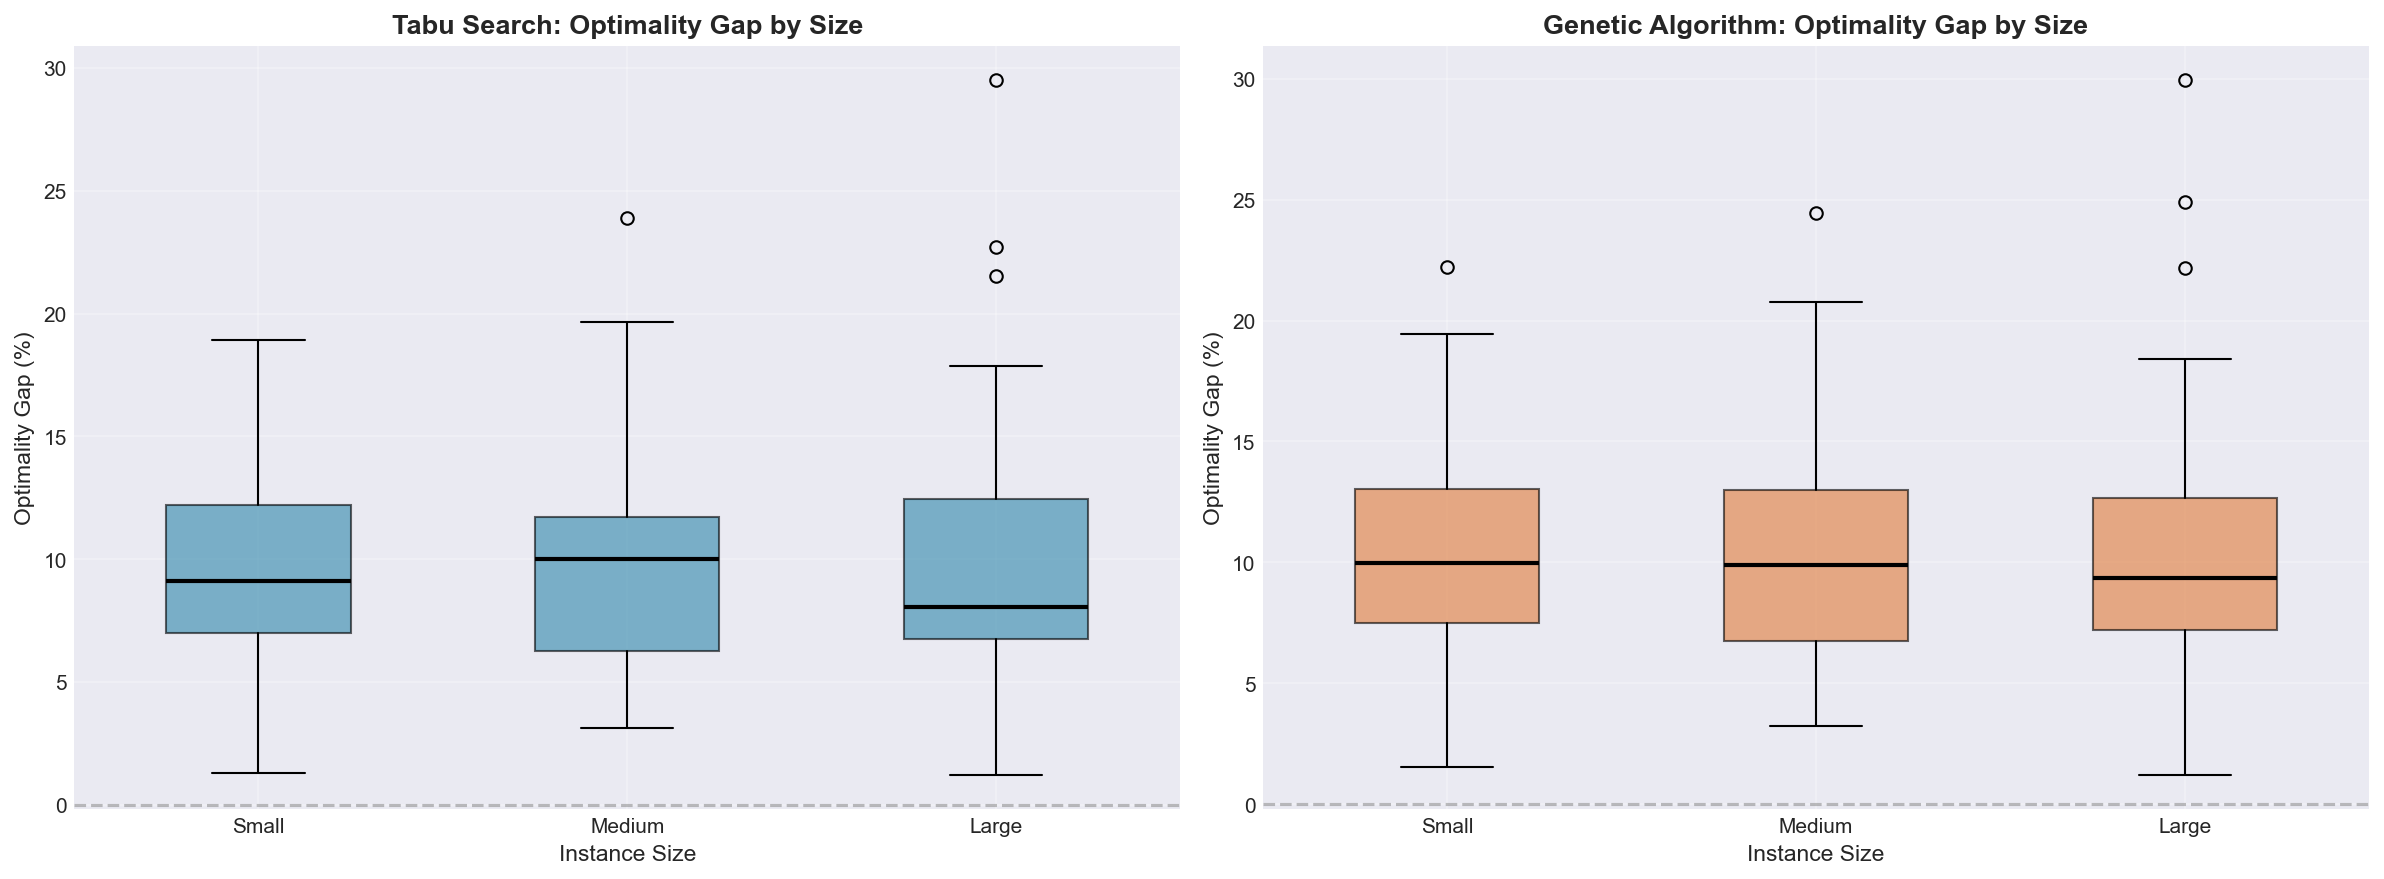 Tabu Search: Optimality Gap by Size
Optimality Gap (%)
30
25
20
15
10
5
0
Small Medium Large
Instance Size
Genetic Algorithm: Optimality Gap by Size
Optimality Gap (%)
30
25
20
15
10
5
0
Small Medium Large
Instance Size